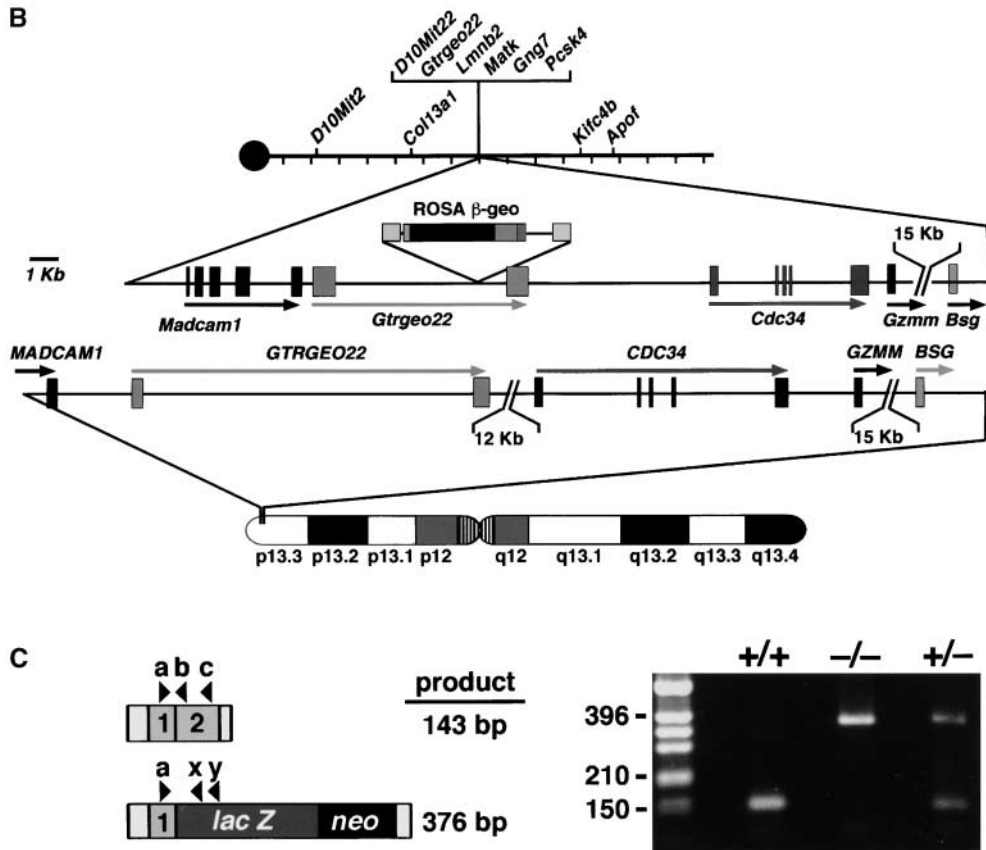 B
D10Mit22
Gtrgeo22
Lmnb2
Matk
Gng7
Pcsk4
D10Mit2
Col13a1
Kifc4b
Apof
ROSA β-geo
15 Kb
1 Kb
Madcam1
Gtrgeo22
Cdc34
Gzmm
Bsg
MADCAM1
GTRGEO22
CDC34
GZMM
BSG
12 Kb
15 Kb
p13.3 p13.2 p13.1 p12 q12 q13.1 q13.2 q13.3 q13.4
C
a b c
product
1 2
143 bp
a x y
1 lac Z neo
376 bp
+/+ −/− +/−
396 -
210 -
150 -